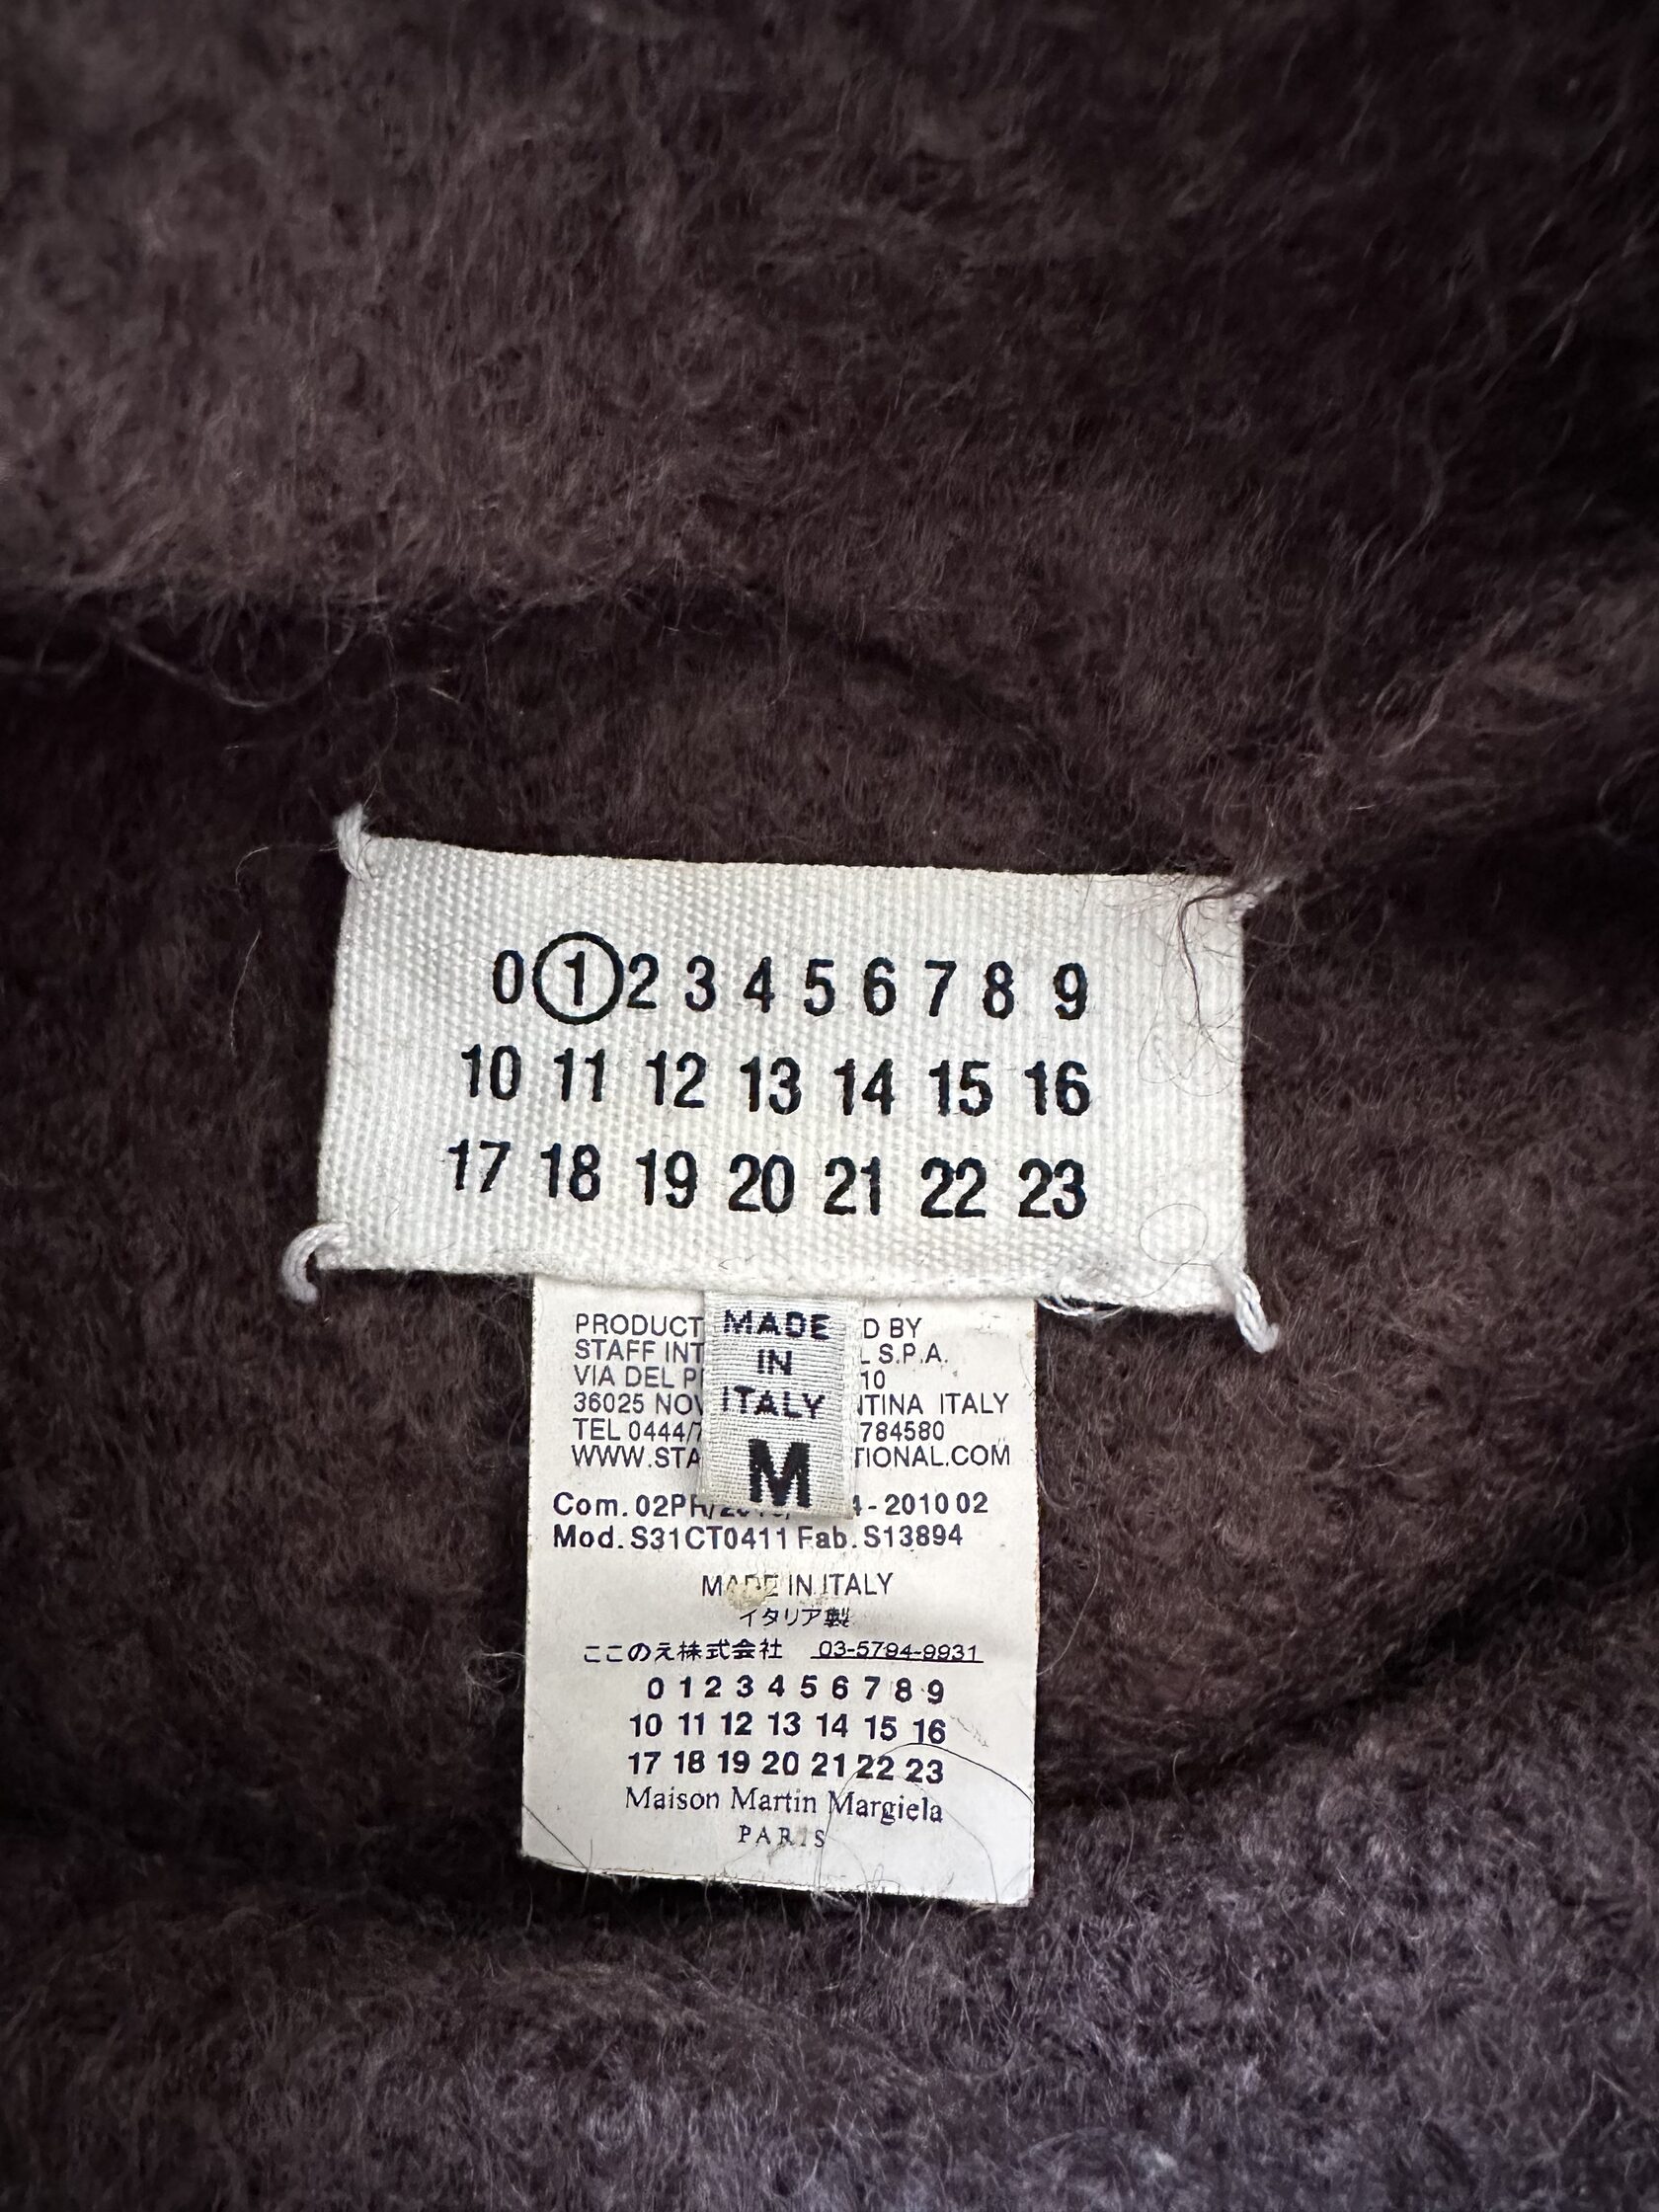 0 1 2 3 4 5 6 7 8 9
10 11 12 13 14 15 16
17 18 19 20 21 22 23
MADE
IN
ITALY
M
PRODUCT D BY
STAFF INT L S.P.A.
VIA DEL P 10
36025 NOV NTINA ITALY
TEL 0444/7 784580
WWW.STA TIONAL.COM
Com. 02PR/ 4-2010 02
Mod. S31CT0411 Fab. S13894
MADE IN ITALY
イタリア製
ここのえ株式会社 03-5794-9931
0 1 2 3 4 5 6 7 8 9
10 11 12 13 14 15 16
17 18 19 20 21 22 23
Maison Martin Margiela
PARIS